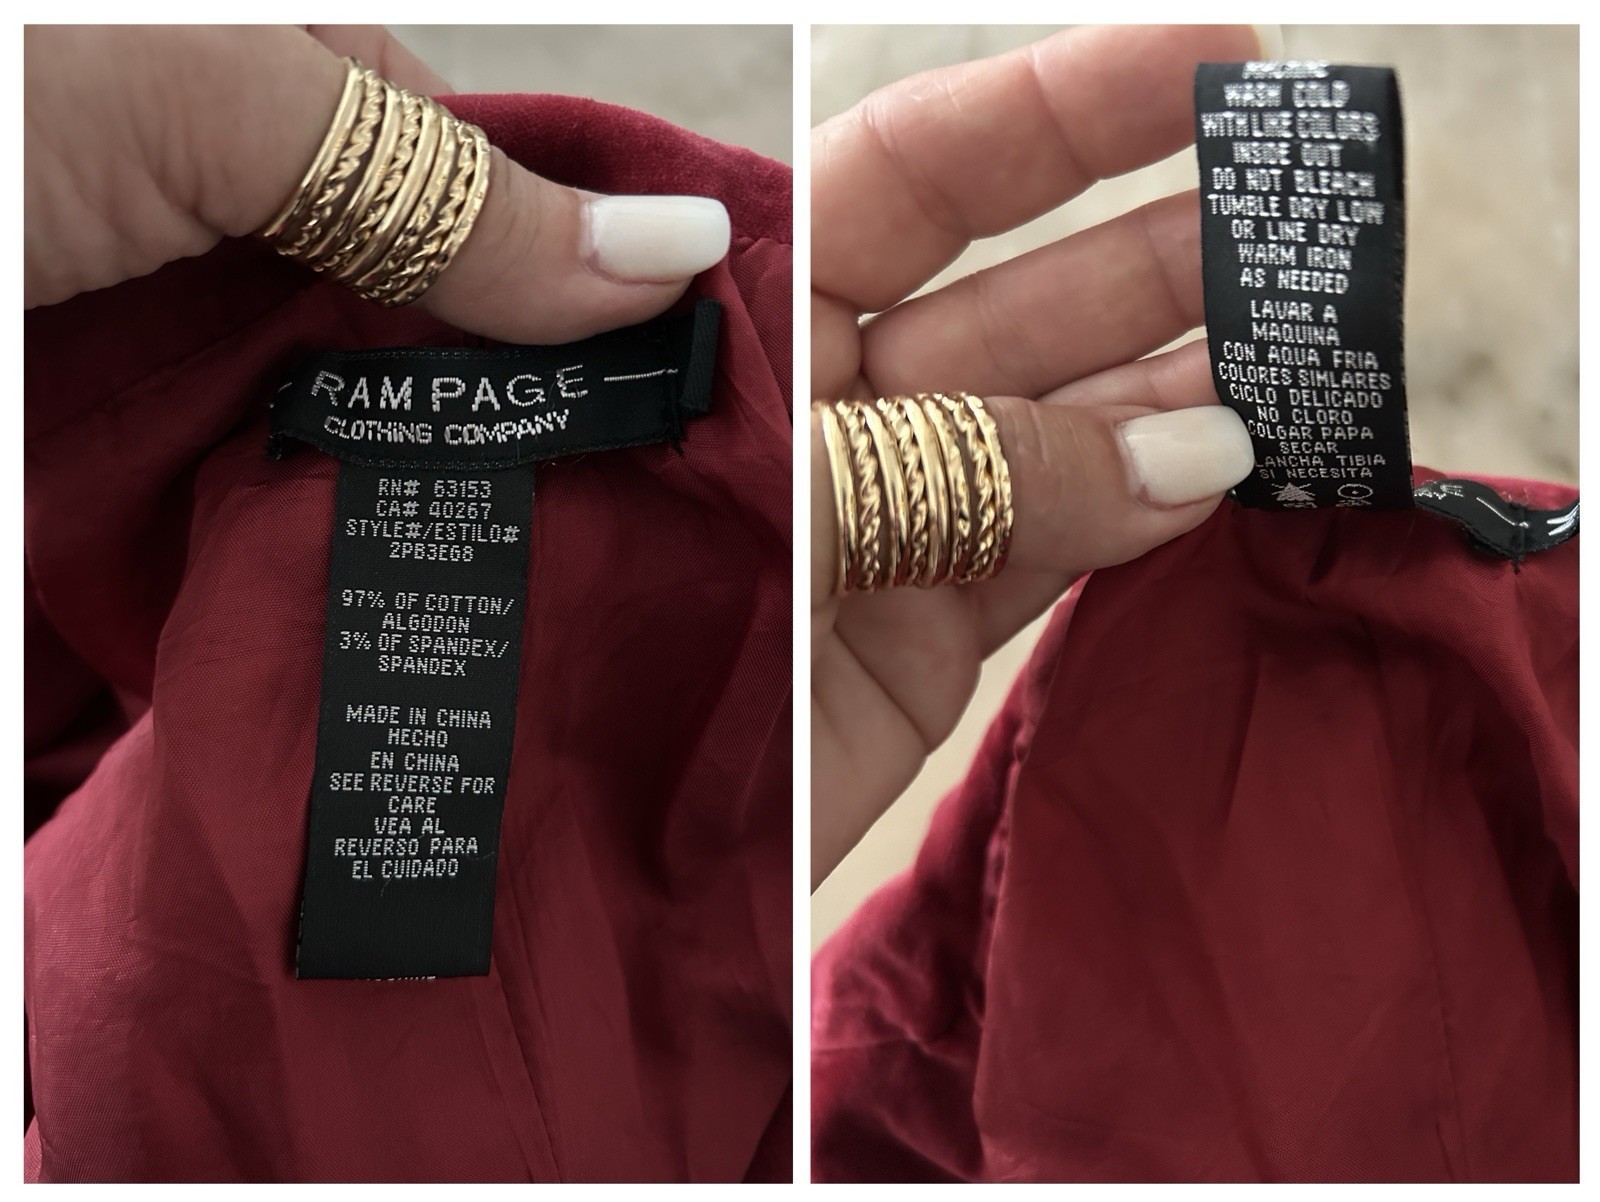 RAMPAGE
CLOTHING COMPANY
RN# 63153
CA# 40267
STYLE#/ESTILO#
2PB3EG8
97% OF COTTON/
ALGODON
3% OF SPANDEX/
SPANDEX
MADE IN CHINA
HECHO
EN CHINA
SEE REVERSE FOR
CARE
VEA AL
REVERSO PARA
EL CUIDADO
WASH COLD
WITH LIKE COLORS
INSIDE OUT
DO NOT BLEACH
TUMBLE DRY LOW
OR LINE DRY
WARM IRON
AS NEEDED
LAVAR A
MAQUINA
CON AQUA FRIA
COLORES SIMLARES
CICLO DELICADO
NO CLORO
COLGAR PAPA
SECAR
LANCHA TIBIA
SI NECESITA